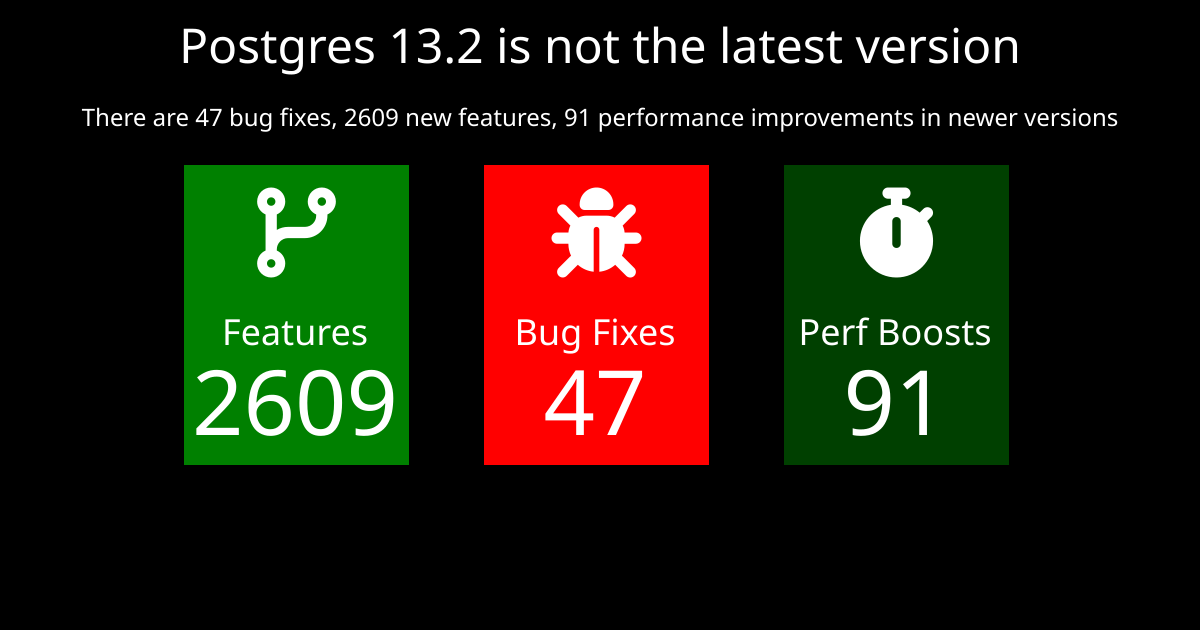 Postgres 13.2 is not the latest version
There are 47 bug fixes, 2609 new features, 91 performance improvements in newer versions
Features
2609
Bug Fixes
47
Perf Boosts
91